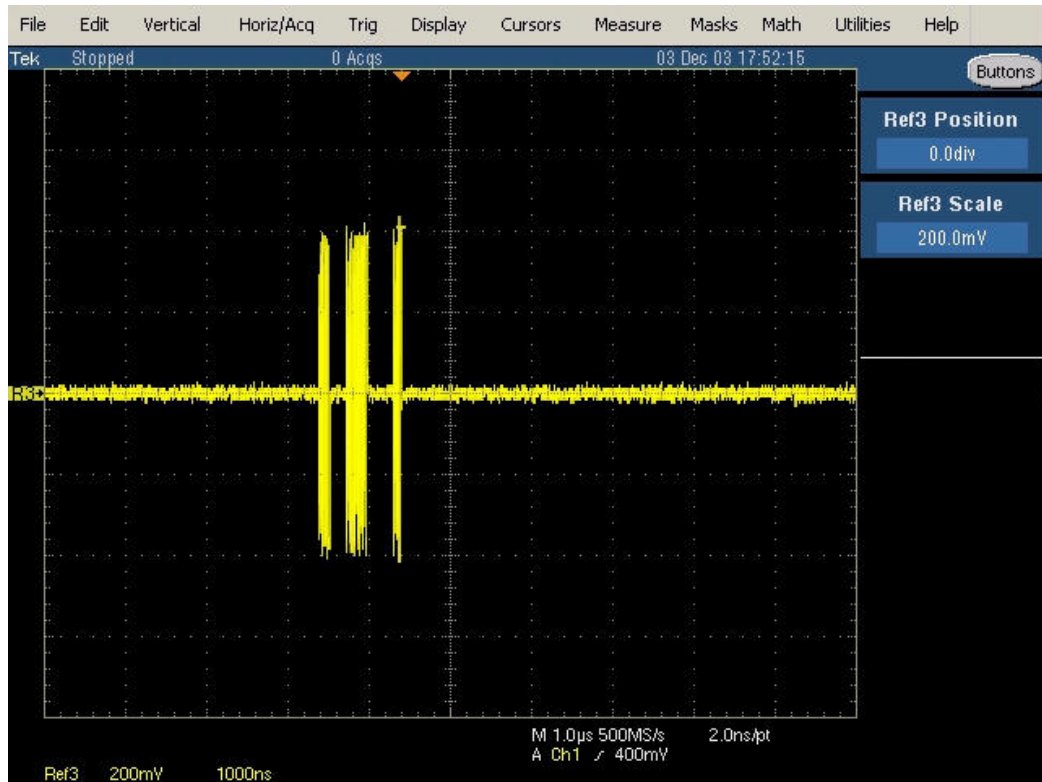 File Edit Vertical Horiz/Acq Trig Display Cursors Measure Masks Math Utilities Help
Tek Stopped 0 Acqs 03 Dec 03 17:52:15
Buttons
Ref3 Position
0.0div
Ref3 Scale
200.0mV
R3
M 1.0µs 500MS/s 2.0ns/pt
A Ch1 400mV
Ref3 200mV 1000ns